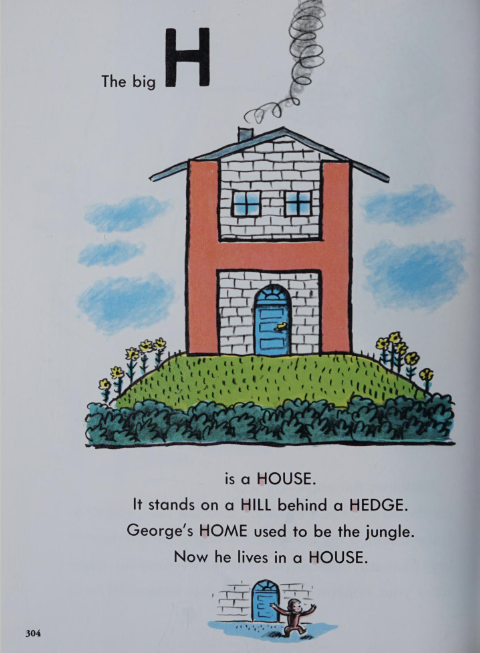 The big H
is a HOUSE.
It stands on a HILL behind a HEDGE.
George's HOME used to be the jungle.
Now he lives in a HOUSE.
304